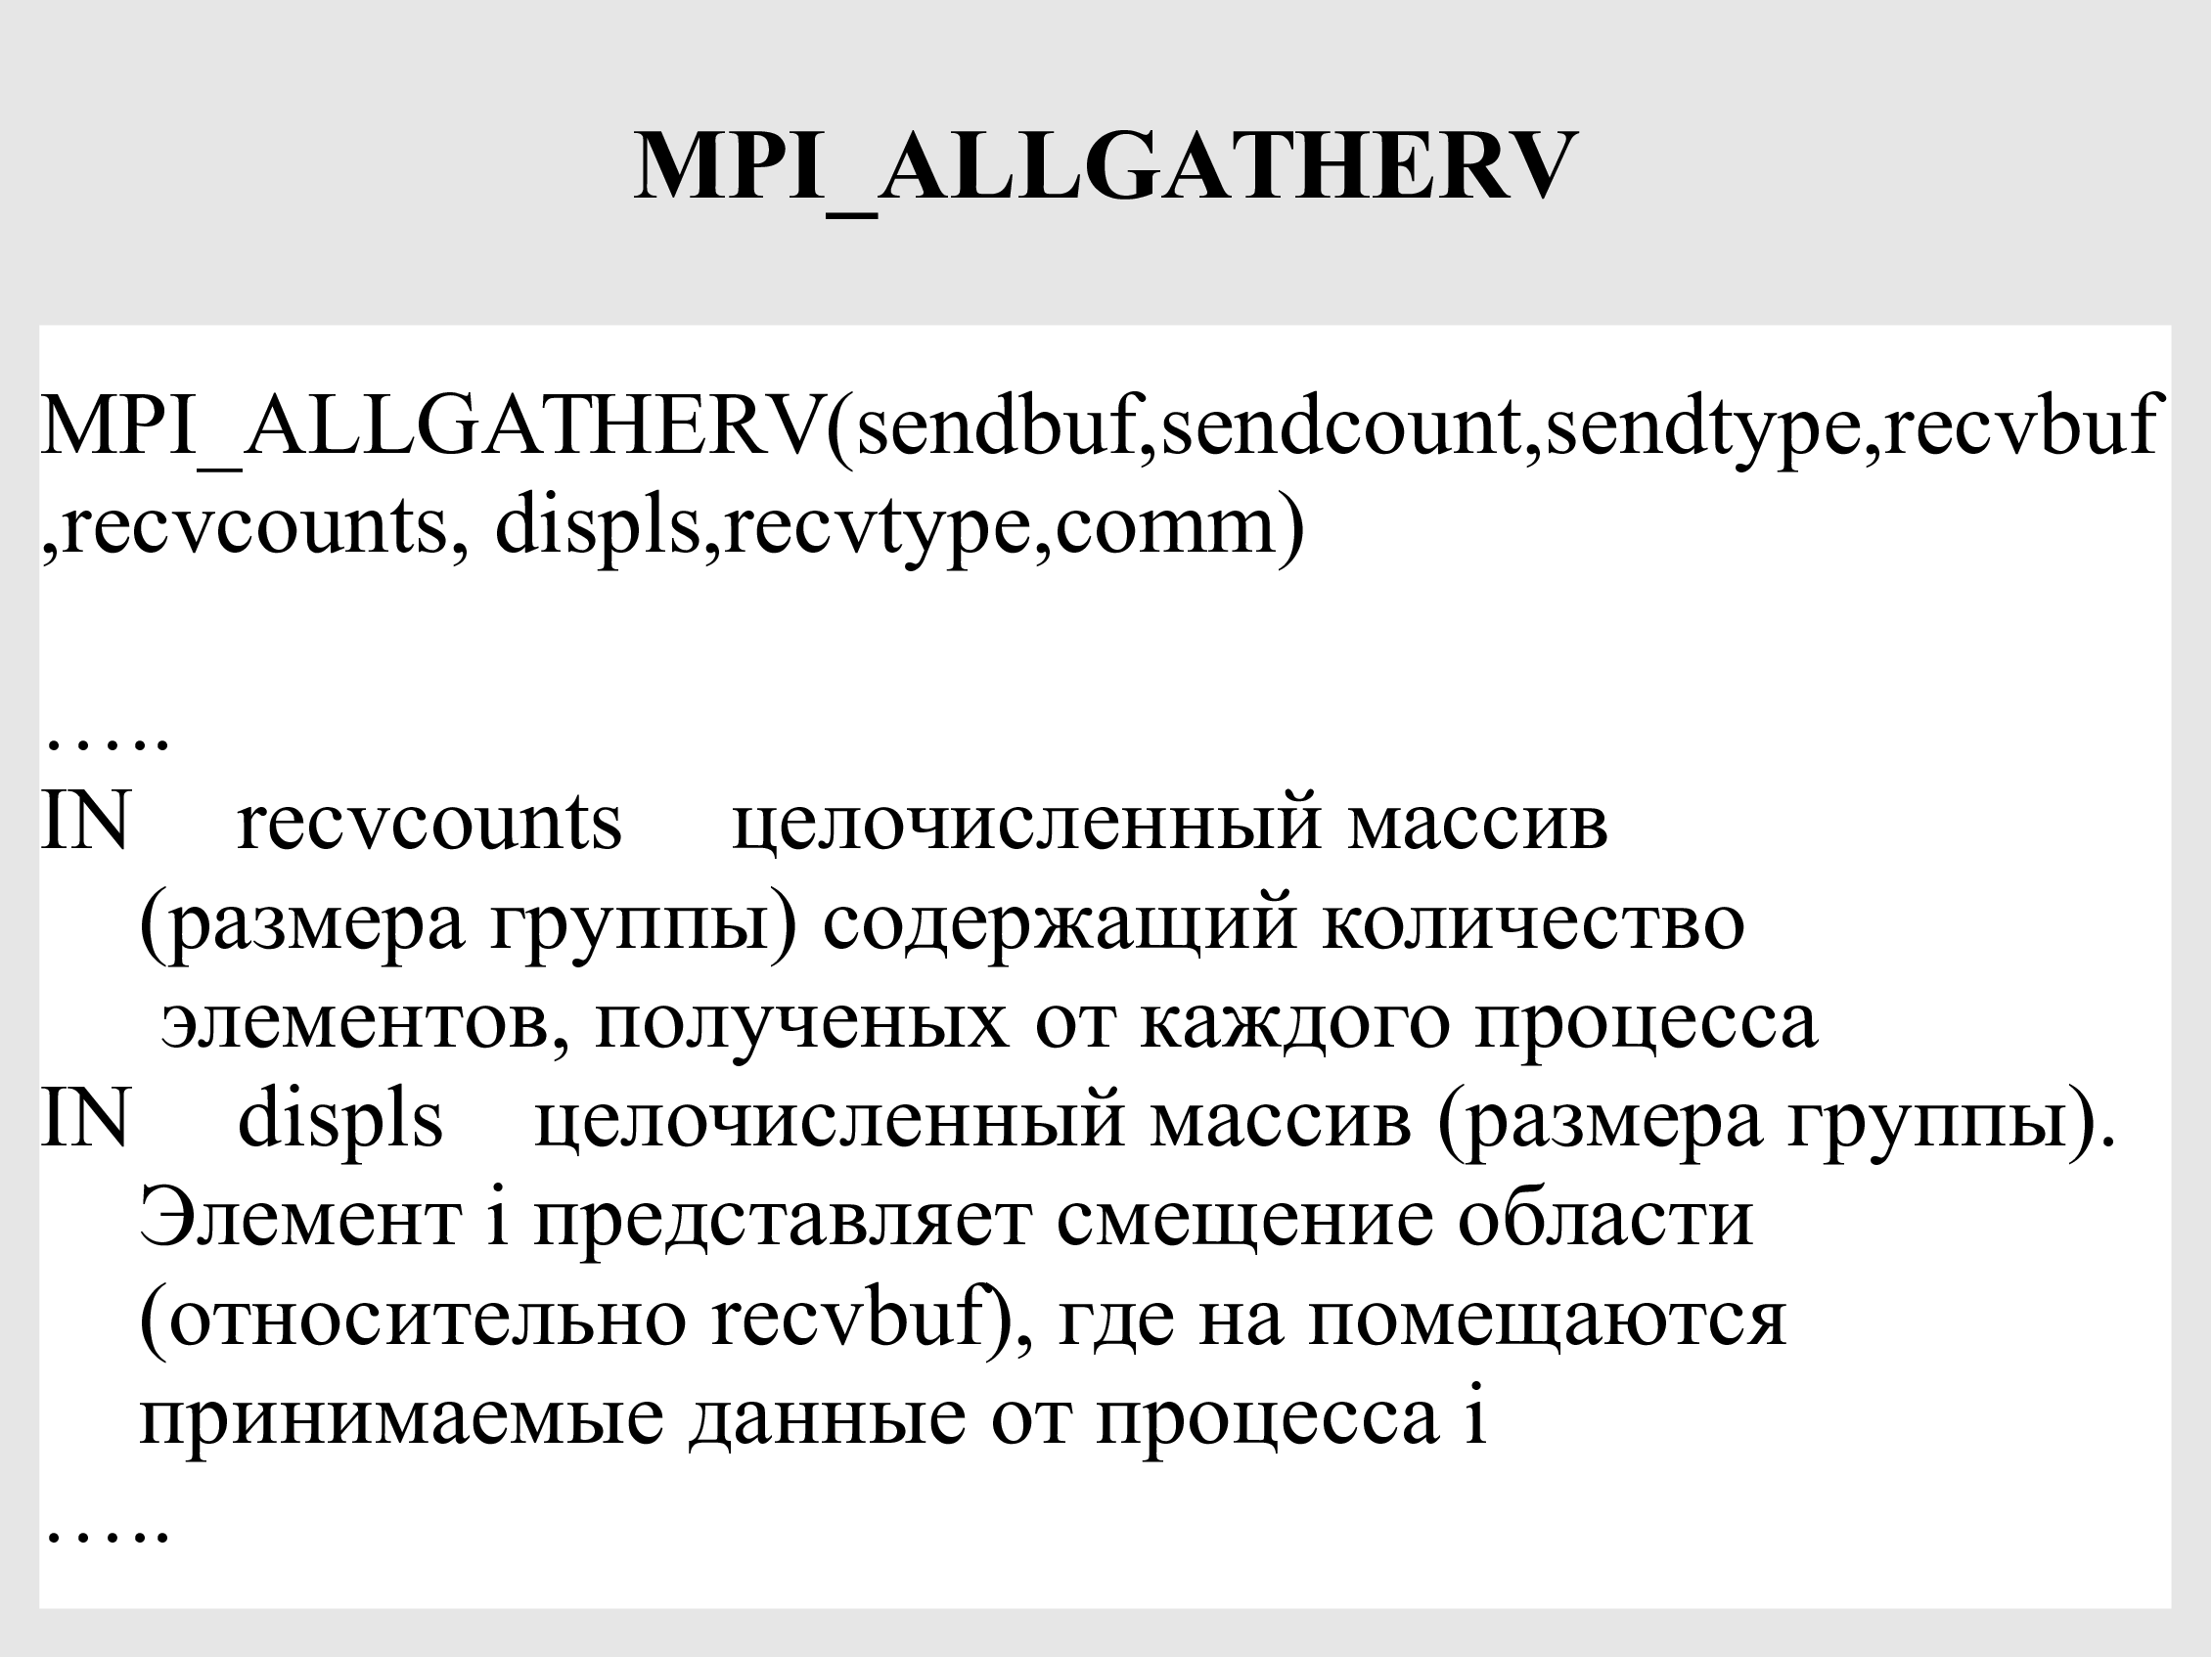 MPI_ALLGATHERV
MPI_ALLGATHERV(sendbuf,sendcount,sendtype,recvbuf
,recvcounts, displs,recvtype,comm)
…..
IN recvcounts целочисленный массив
(размера группы) содержащий количество
элементов, полученых от каждого процесса
IN displs целочисленный массив (размера группы).
Элемент i представляет смещение области
(относительно recvbuf), где на помещаются
принимаемые данные от процесса i
…..